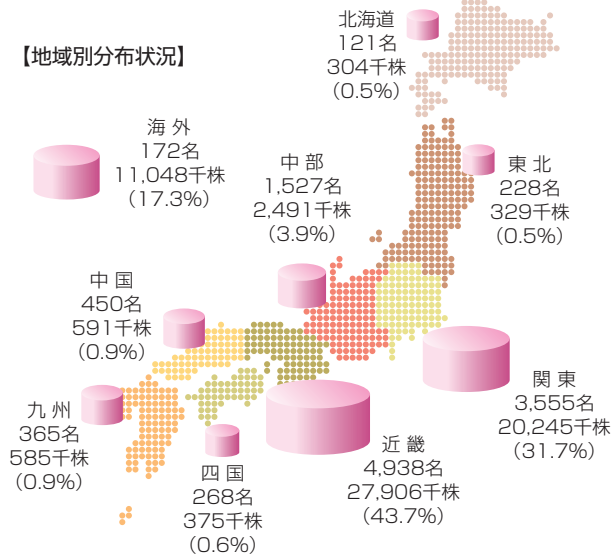 【地域別分布状況】
北海道
121名
304千株
（0.5%）
海 外
172名
11,048千株
（17.3%）
中 部
1,527名
2,491千株
（3.9%）
東 北
228名
329千株
（0.5%）
中 国
450名
591千株
（0.9%）
関 東
3,555名
20,245千株
（31.7%）
九 州
365名
585千株
（0.9%）
四 国
268名
375千株
（0.6%）
近 畿
4,938名
27,906千株
（43.7%）